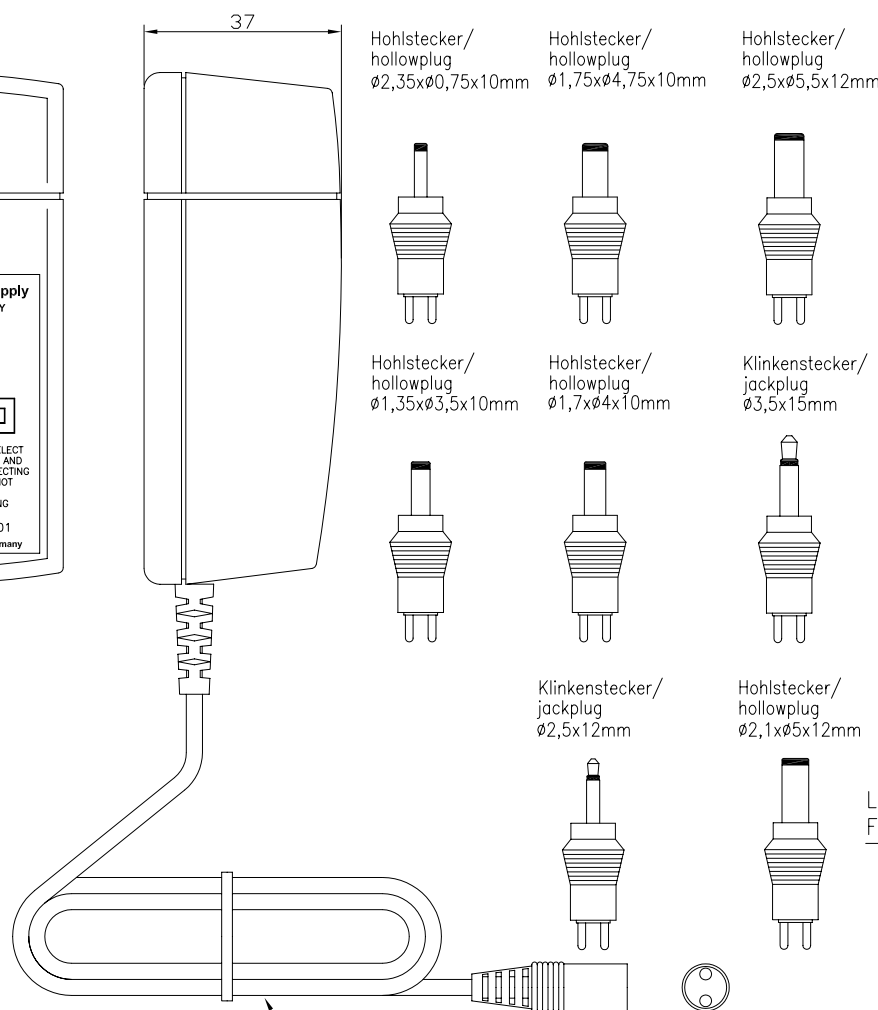 37
Hohlstecker/
hollowplug
ø2,35xø0,75x10mm
Hohlstecker/
hollowplug
ø1,75xø4,75x10mm
Hohlstecker/
hollowplug
ø2,5xø5,5x12mm
pply
Y
LECT
AND
ECTING
NOT
NG
01
many
Hohlstecker/
hollowplug
ø1,35xø3,5x10mm
Hohlstecker/
hollowplug
ø1,7xø4x10mm
Klinkenstecker/
jackplug
ø3,5x15mm
Klinkenstecker/
jackplug
ø2,5x12mm
Hohlstecker/
hollowplug
ø2,1xø5x12mm
L
F